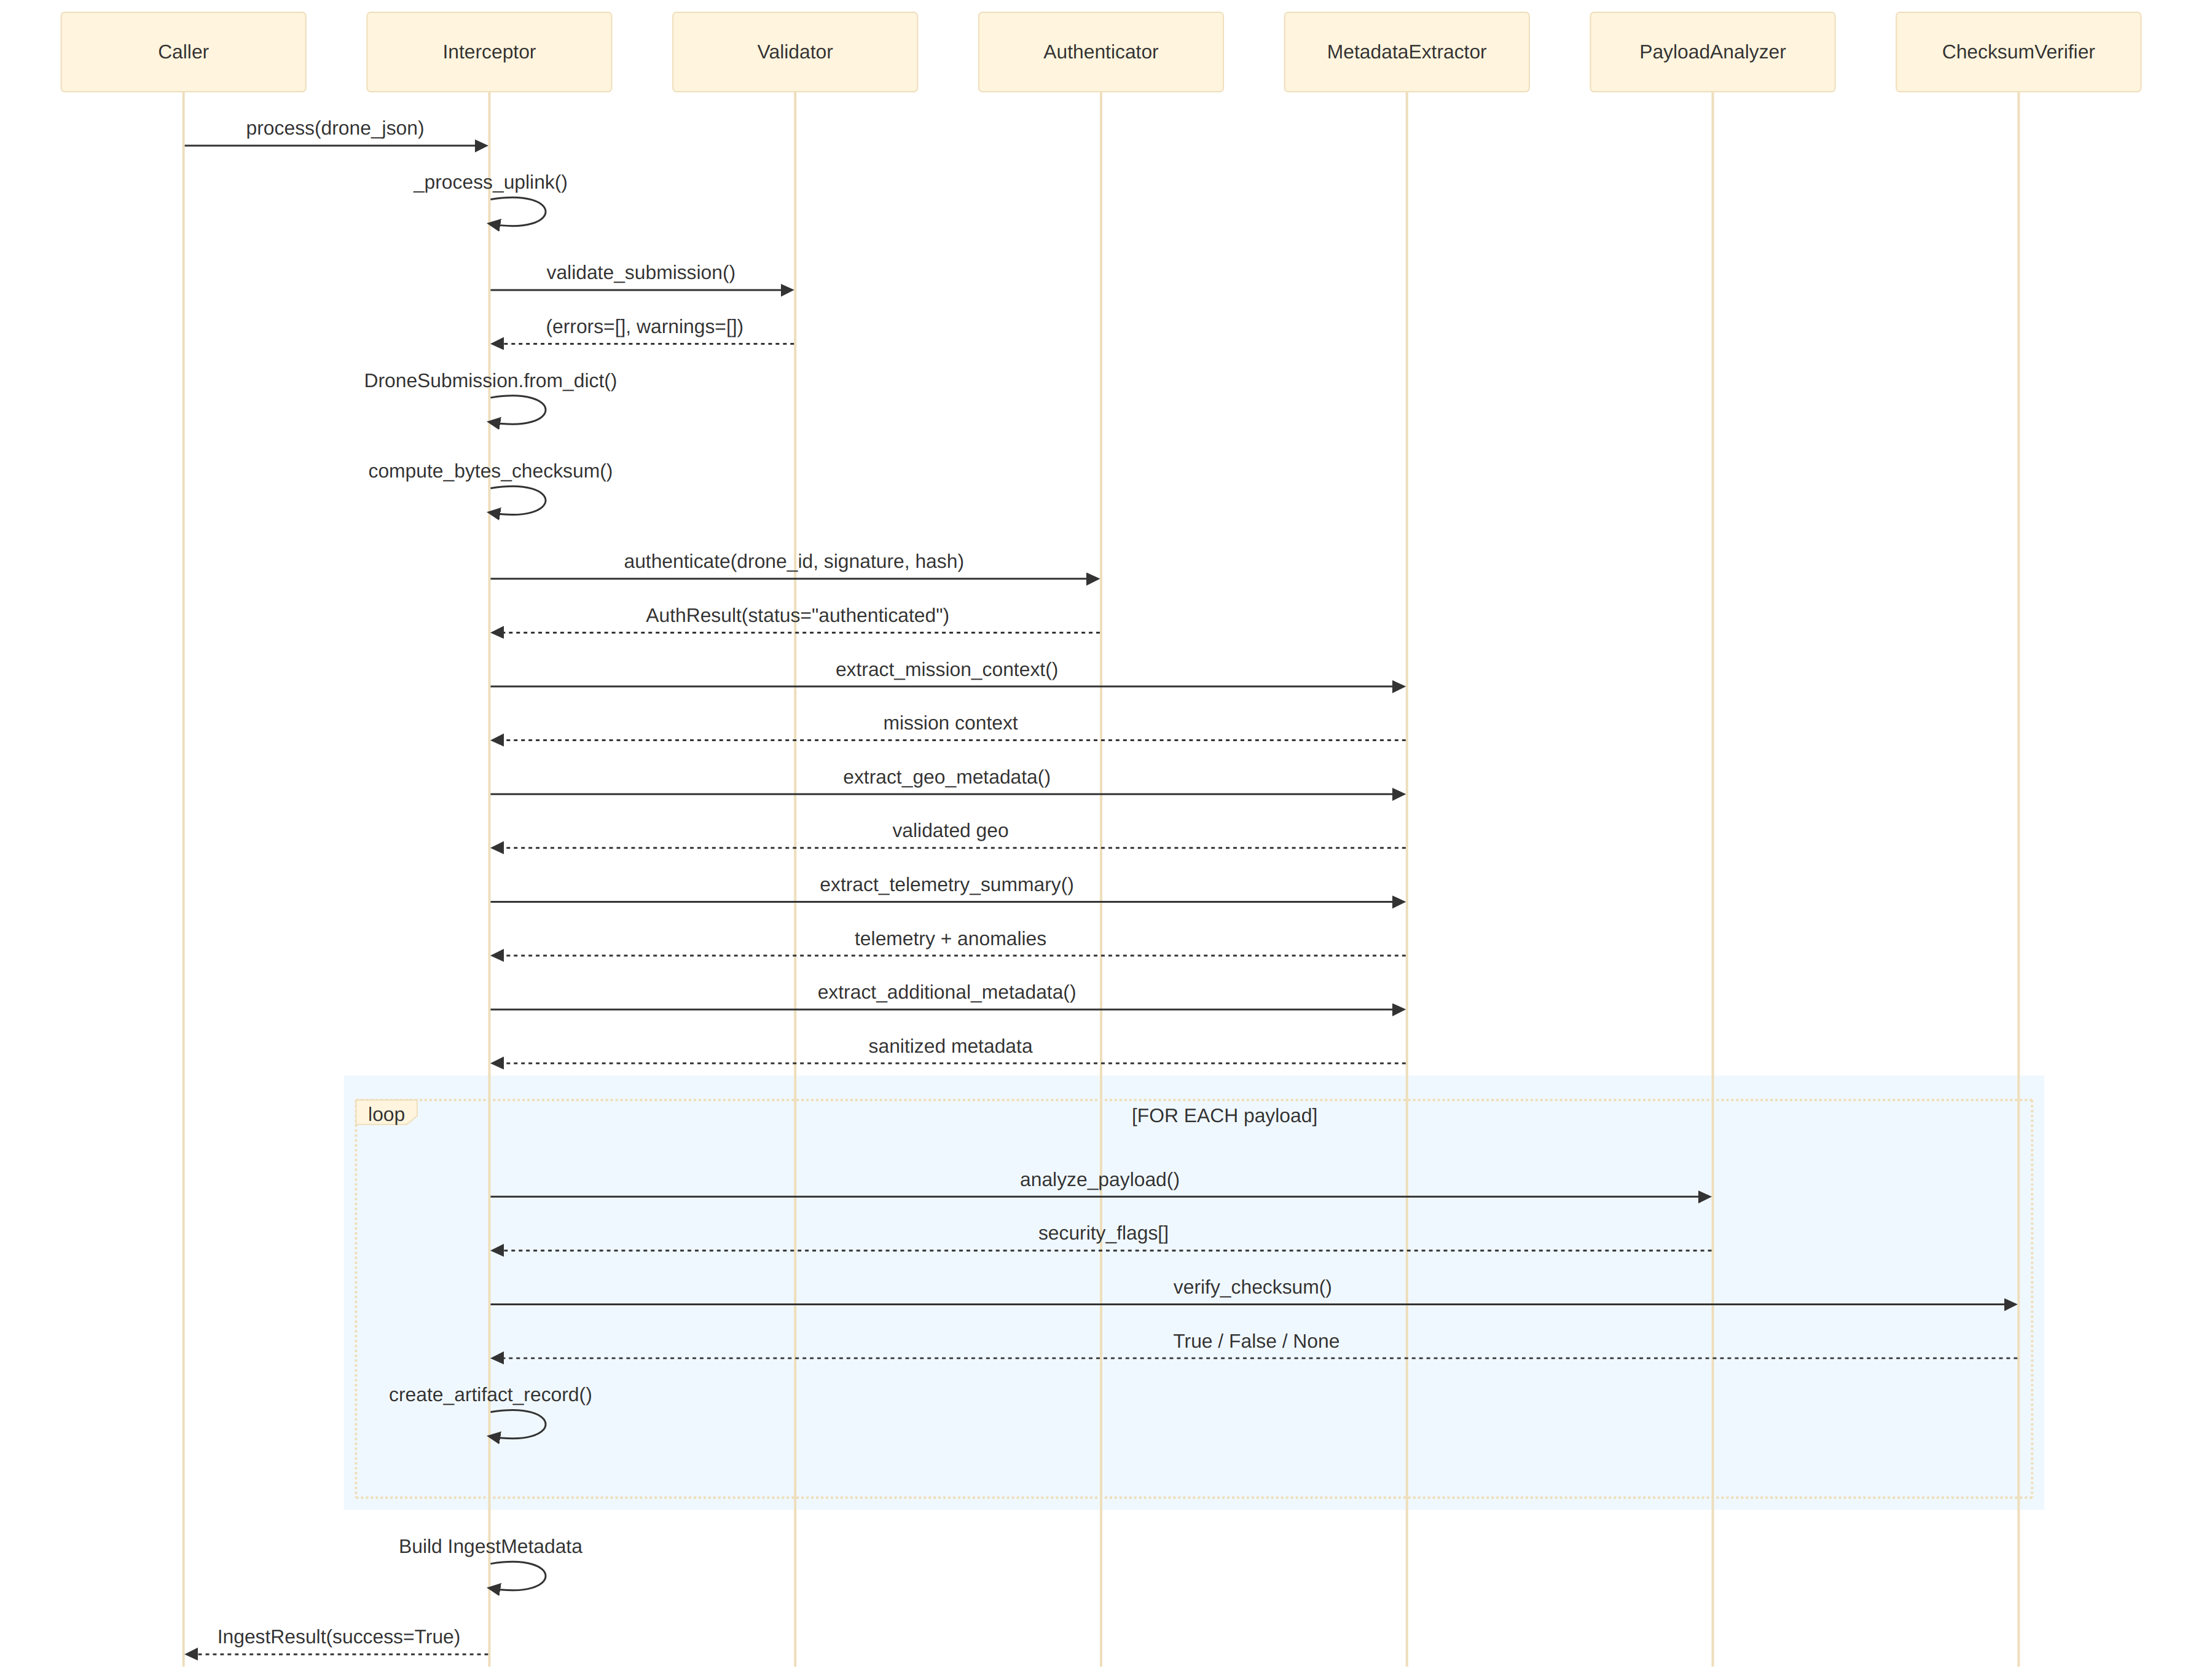 Caller
Interceptor
Validator
Authenticator
MetadataExtractor
PayloadAnalyzer
ChecksumVerifier
process(drone_json)
_process_uplink()
validate_submission()
(errors=[], warnings=[])
DroneSubmission.from_dict()
compute_bytes_checksum()
authenticate(drone_id, signature, hash)
AuthResult(status="authenticated")
extract_mission_context()
mission context
extract_geo_metadata()
validated geo
extract_telemetry_summary()
telemetry + anomalies
extract_additional_metadata()
sanitized metadata
loop
[FOR EACH payload]
analyze_payload()
security_flags[]
verify_checksum()
True / False / None
create_artifact_record()
Build IngestMetadata
IngestResult(success=True)